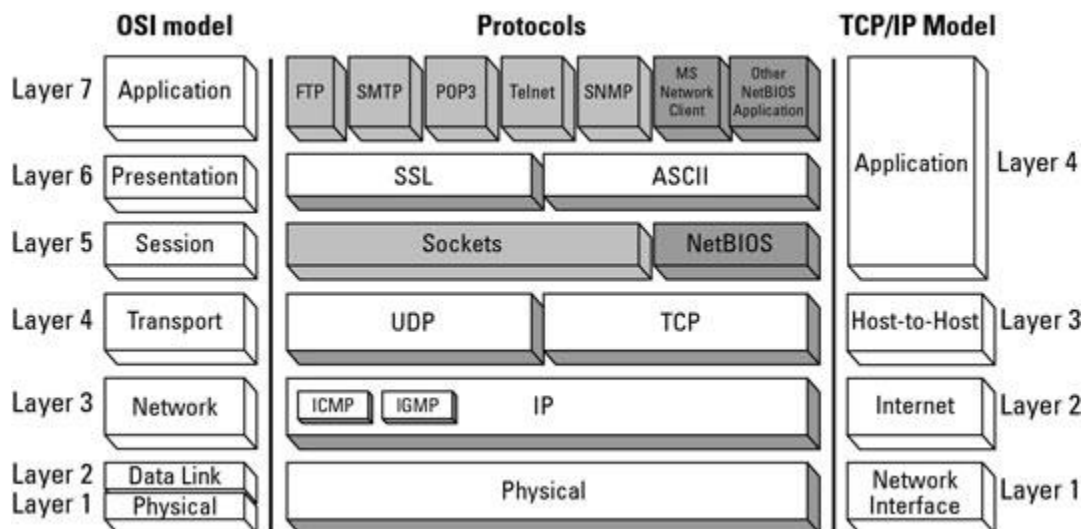 OSI model
Protocols
TCP/IP Model
Layer 7
Application
FTP
SMTP
POP3
Telnet
SNMP
MS
Network
Client
Other
NetBIOS
Application
Layer 6
Presentation
SSL
ASCII
Application
Layer 4
Layer 5
Session
Sockets
NetBIOS
Layer 4
Transport
UDP
TCP
Host-to-Host
Layer 3
Layer 3
Network
ICMP
IGMP
IP
Internet
Layer 2
Layer 2
Data Link
Layer 1
Physical
Physical
Network
Interface
Layer 1